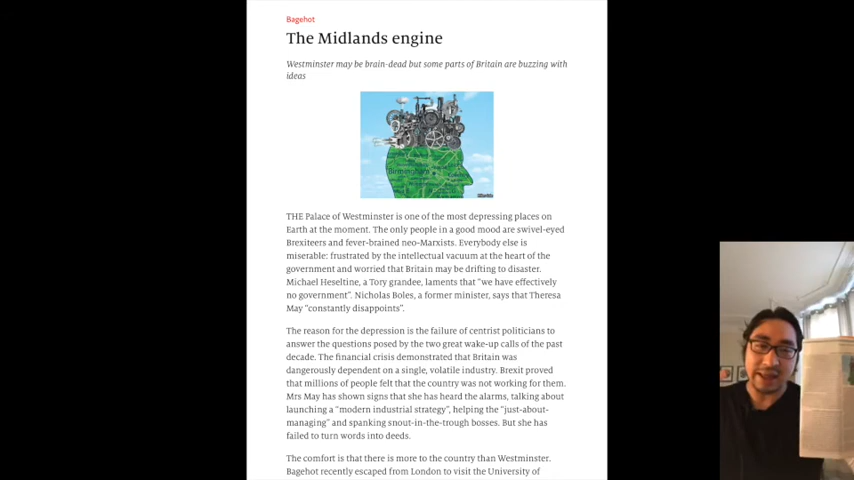 Bagehot
The Midlands engine
Westminster may be brain-dead but some parts of Britain are buzzing with
ideas
Birmingham
THE Palace of Westminster is one of the most depressing places on
Earth at the moment. The only people in a good mood are swivel-eyed
Brexiteers and fever-brained neo-Marxists. Everybody else is
miserable: frustrated by the intellectual vacuum at the heart of the
government and worried that Britain may be drifting to disaster.
Michael Heseltine, a Tory grandee, laments that “we have effectively
no government”. Nicholas Boles, a former minister, says that Theresa
May “constantly disappoints”.
The reason for the depression is the failure of centrist politicians to
answer the questions posed by the two great wake-up calls of the past
decade. The financial crisis demonstrated that Britain was
dangerously dependent on a single, volatile industry. Brexit proved
that millions of people felt that the country was not working for them.
Mrs May has shown signs that she has heard the alarms, talking about
launching a “modern industrial strategy”, helping the “just-about-
managing” and spanking snout-in-the-trough bosses. But she has
failed to turn words into deeds.
The comfort is that there is more to the country than Westminster.
Bagehot recently escaped from London to visit the University of